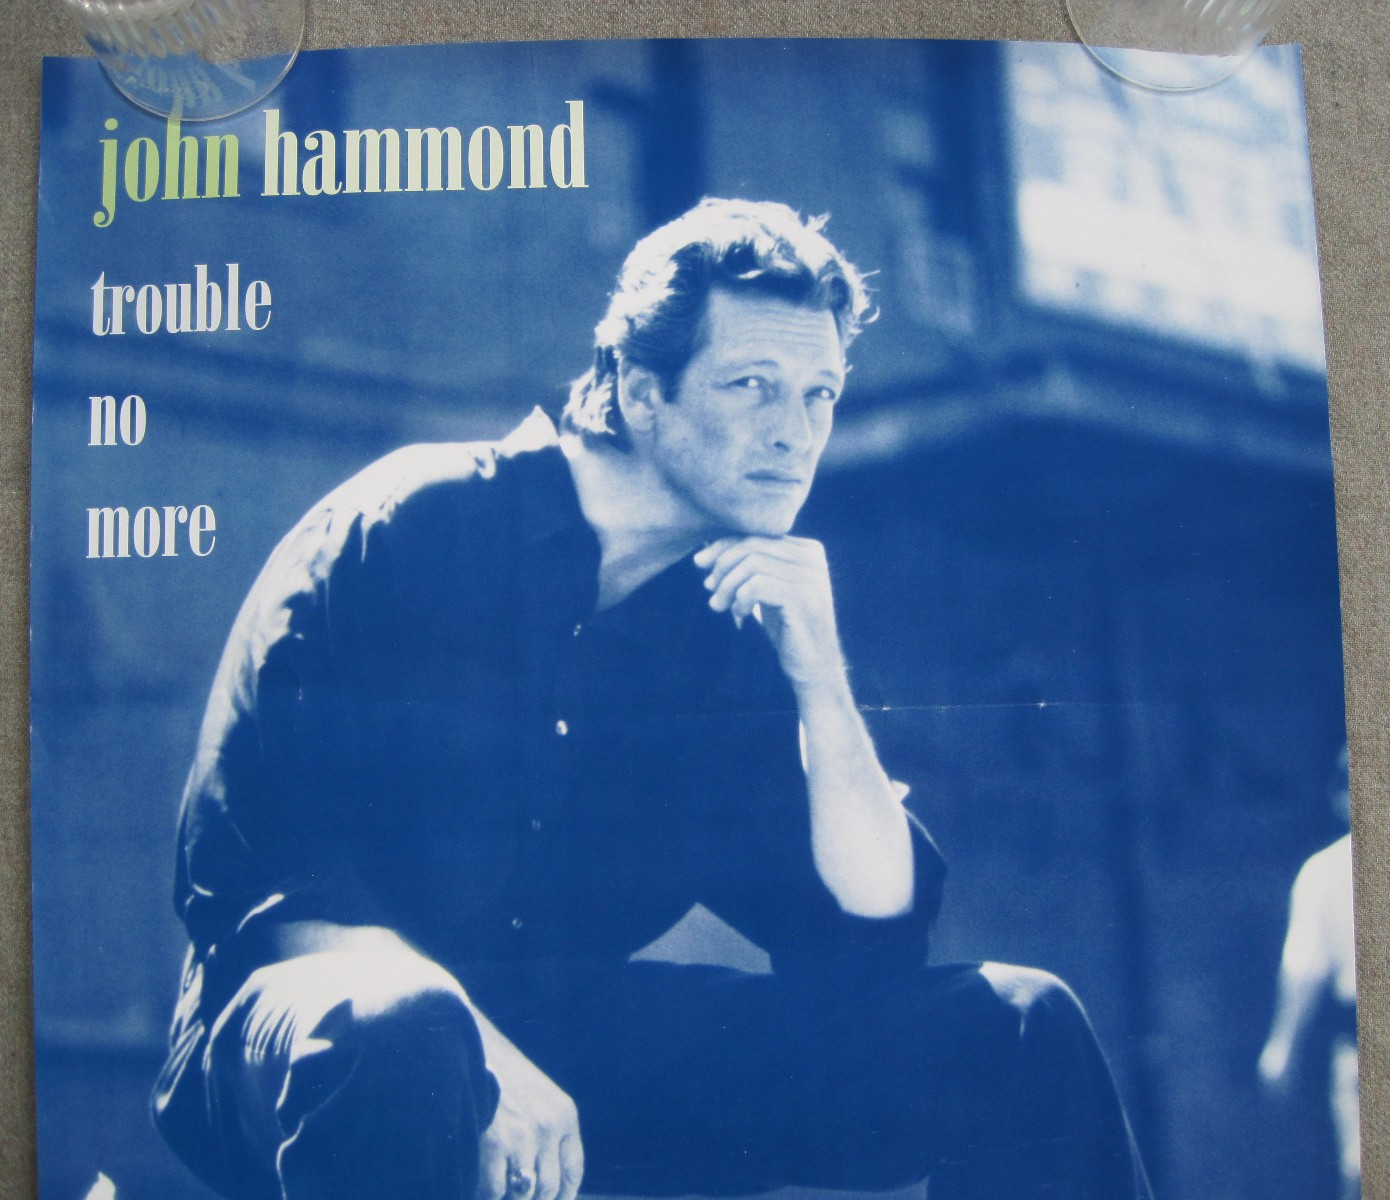 john hammond
trouble
no
more